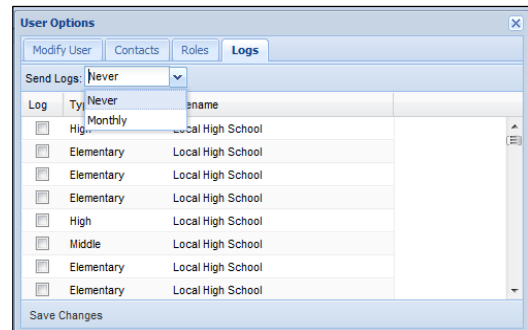 User Options
Modify User Contacts Roles Logs
Send Logs: Never
Never
Monthly
Log Ty ename
High Local High School
Elementary Local High School
Elementary Local High School
Elementary Local High School
High Local High School
Middle Local High School
Elementary Local High School
Elementary Local High School
Save Changes